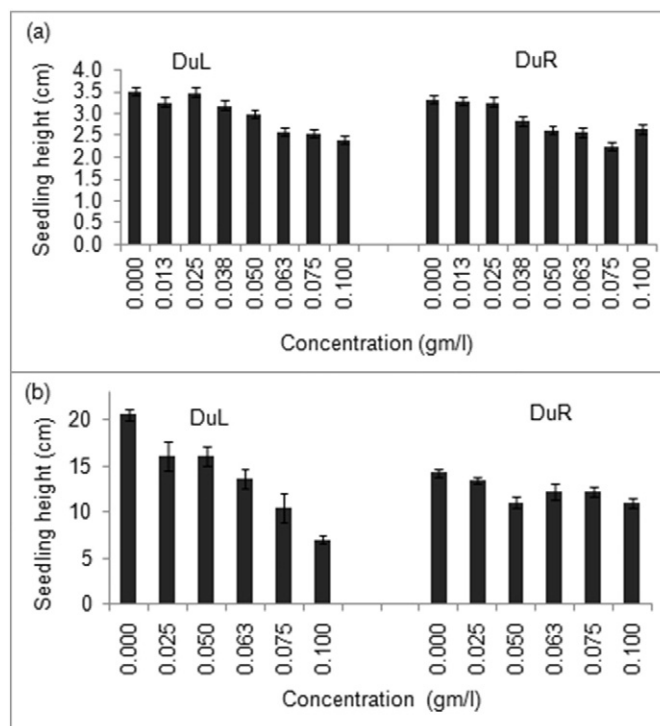 (a)
DuL
DuR
Seedling height (cm)
4.0
3.5
3.0
2.5
2.0
1.5
1.0
0.5
0.0
0.000 0.013 0.025 0.038 0.050 0.063 0.075 0.100 0.000 0.013 0.025 0.038 0.050 0.063 0.075 0.100
Concentration (gm/l)
(b)
DuL
DuR
Seedling height (cm)
20
15
10
5
0
0.000 0.025 0.050 0.063 0.075 0.100 0.000 0.025 0.050 0.063 0.075 0.100
Concentration (gm/l)